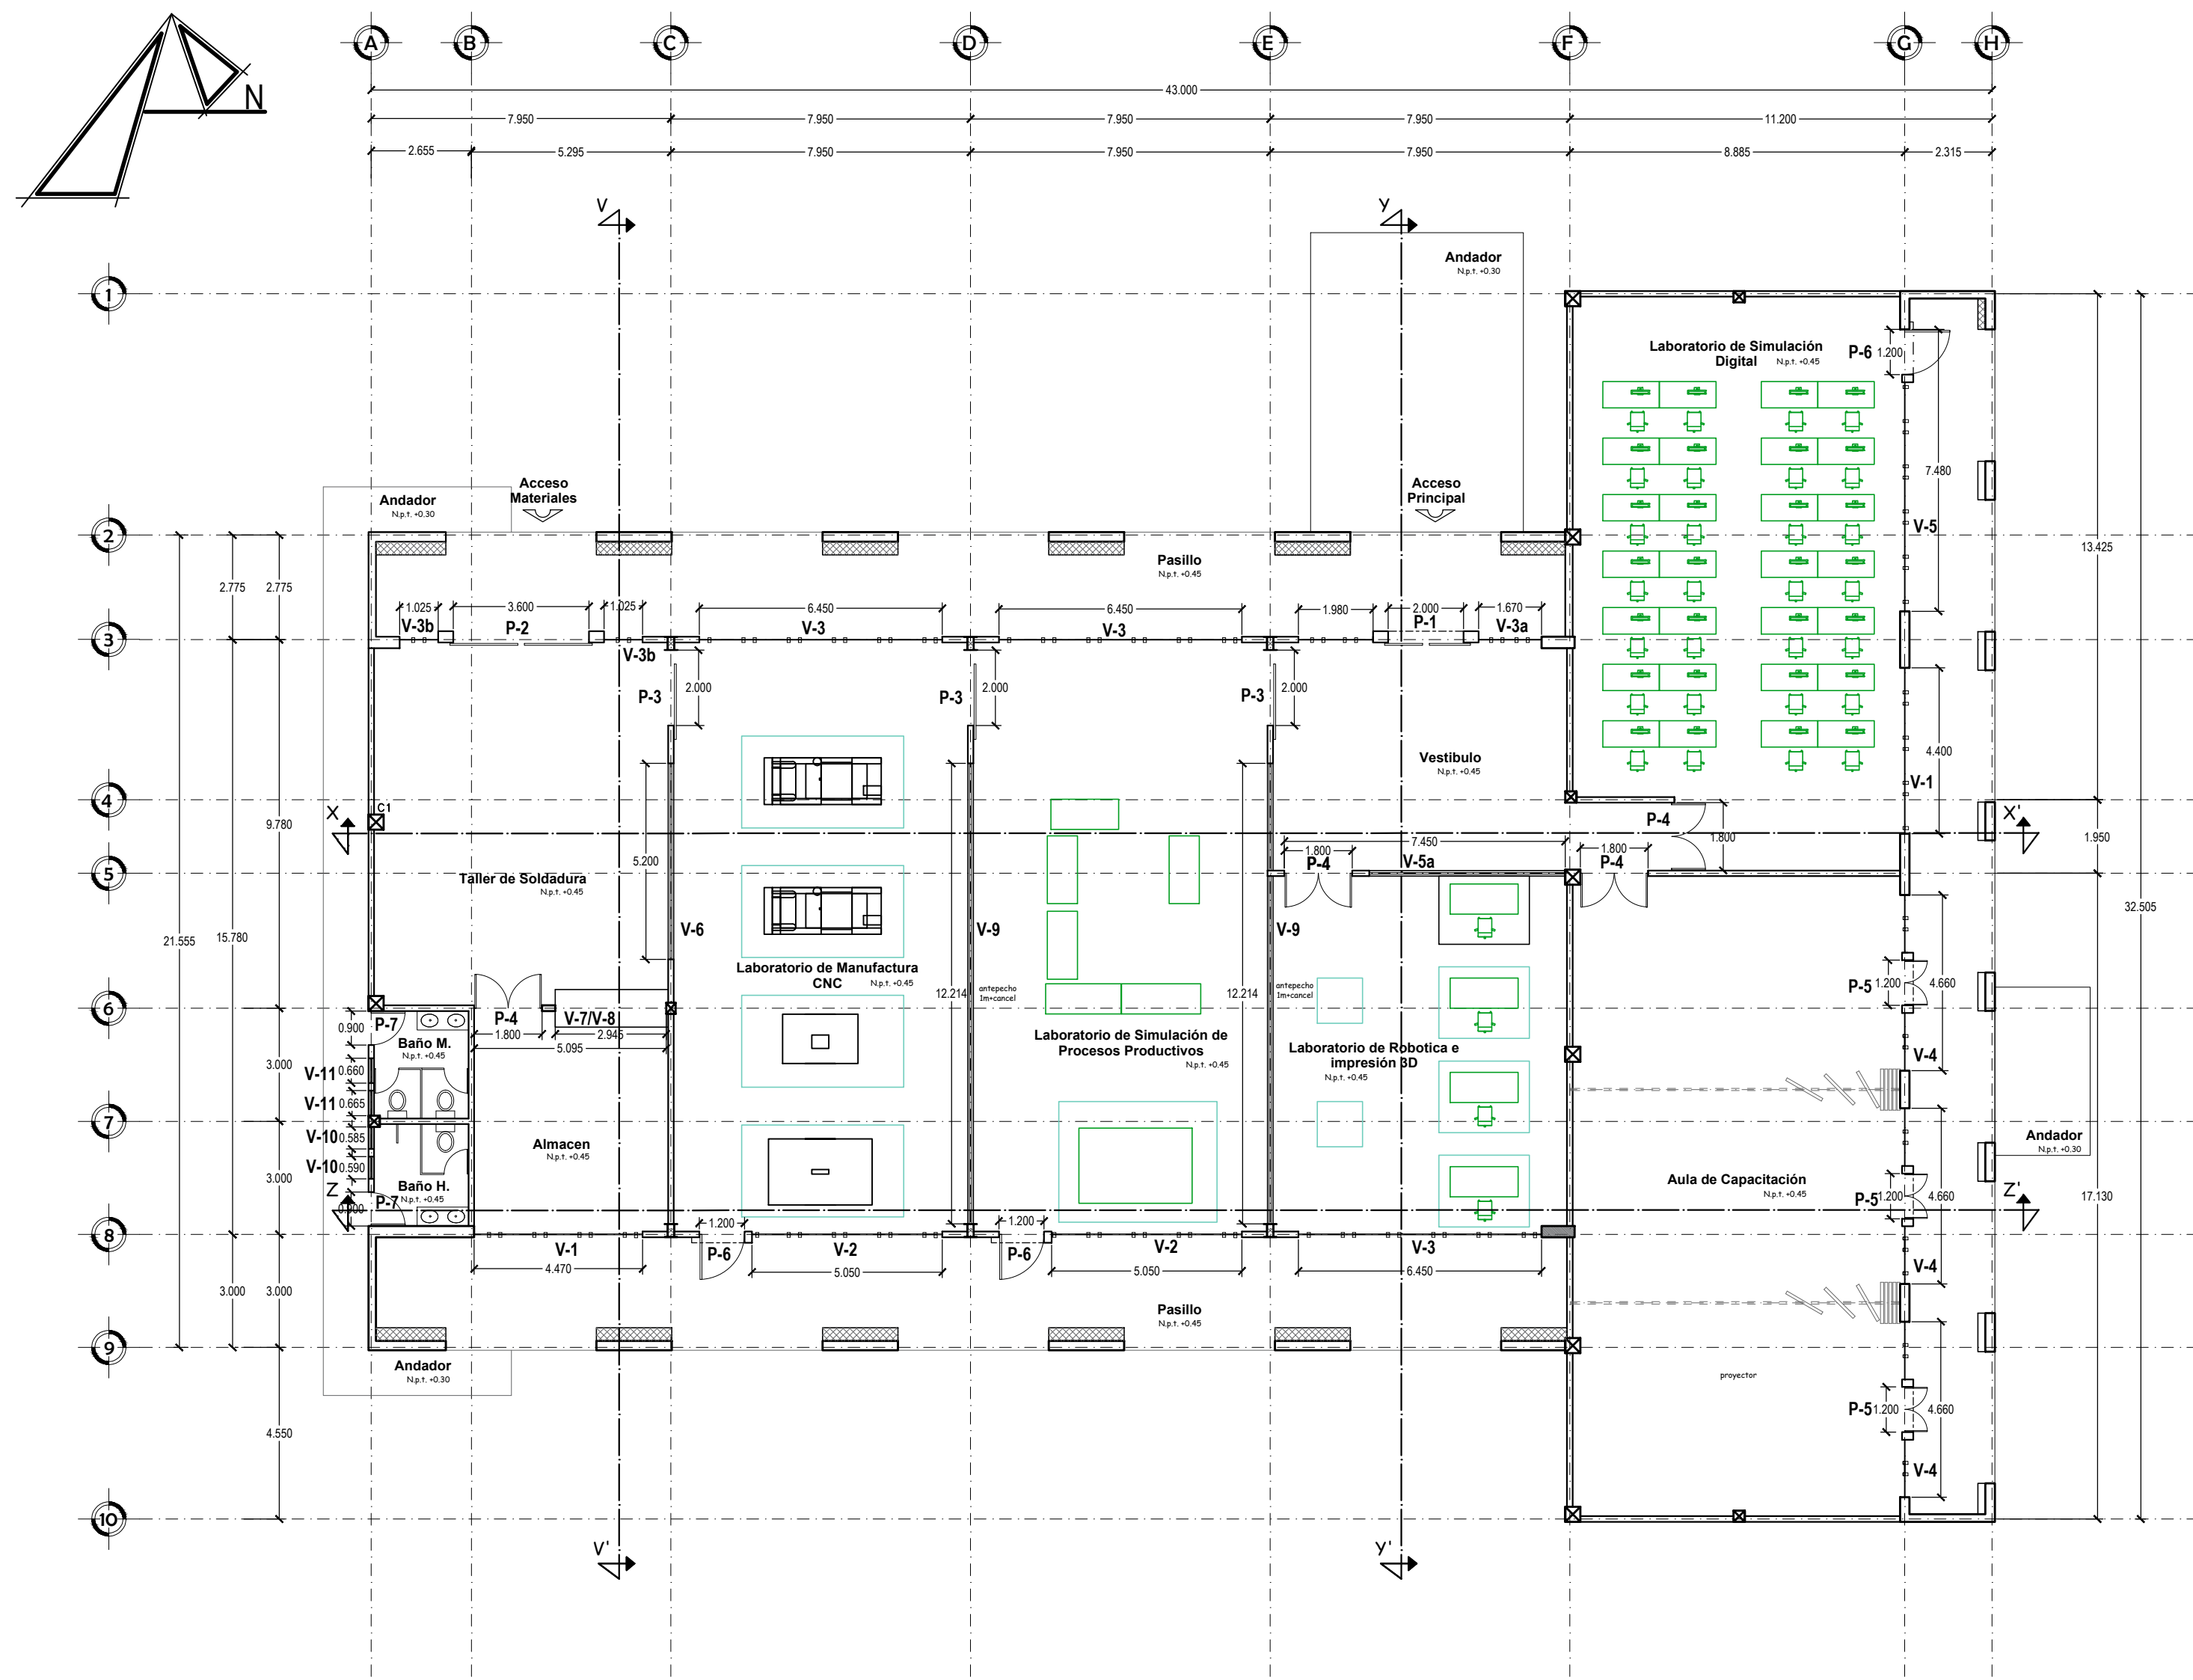 N
A
B
C
D
E
F
G
H
43.000
7.950
7.950
7.950
7.950
11.200
2.655
5.295
7.950
7.950
7.950
8.885
2.315
V
Y
Andador
N.p.t. +0.30
1
Laboratorio de Simulación
Digital N.p.t. +0.45
P-6 1.200
7.480
V-5
13.425
32.505
Acceso
Materiales
Andador
N.p.t. +0.30
Acceso
Principal
2
Pasillo
N.p.t. +0.45
2.775
2.775
1.025
3.600
1.025
6.450
6.450
1.980
2.000
1.670
V-3b
P-2
V-3
V-3
P-1
V-3a
3
V-3b
P-3
2.000
P-3
2.000
P-3
2.000
Vestibulo
N.p.t. +0.45
4.400
V-1
4
C1
X
X'
9.780
P-4
1.800
1.950
7.450
1.800
P-4
V-5a
1.800
P-4
5
5.200
Taller de Soldadura
N.p.t. +0.45
21.555
15.780
V-6
V-9
V-9
Laboratorio de Manufactura
CNC N.p.t. +0.45
12.214
antepecho
1m+cancel
12.214
antepecho
1m+cancel
P-5 1.200
4.660
6
0.900
P-7
P-4
V-7/V-8
1.800
2.945
5.095
Baño M.
N.p.t. +0.45
Laboratorio de Simulación de
Procesos Productivos
N.p.t. +0.45
Laboratorio de Robotica e
impresión 3D
N.p.t. +0.45
V-4
3.000
V-11 0.660
V-11 0.665
7
V-10 0.585
V-10 0.590
Almacen
N.p.t. +0.45
Andador
N.p.t. +0.30
3.000
Baño H.
N.p.t. +0.45
Aula de Capacitación
N.p.t. +0.45
P-5 1.200
4.660
17.130
Z
P-7
0.900
Z'
8
V-1
4.470
1.200
P-6
V-2
5.050
1.200
P-6
V-2
5.050
V-3
6.450
V-4
3.000
3.000
Pasillo
N.p.t. +0.45
9
Andador
N.p.t. +0.30
proyector
P-5 1.200
4.660
4.550
V-4
10
V'
Y'